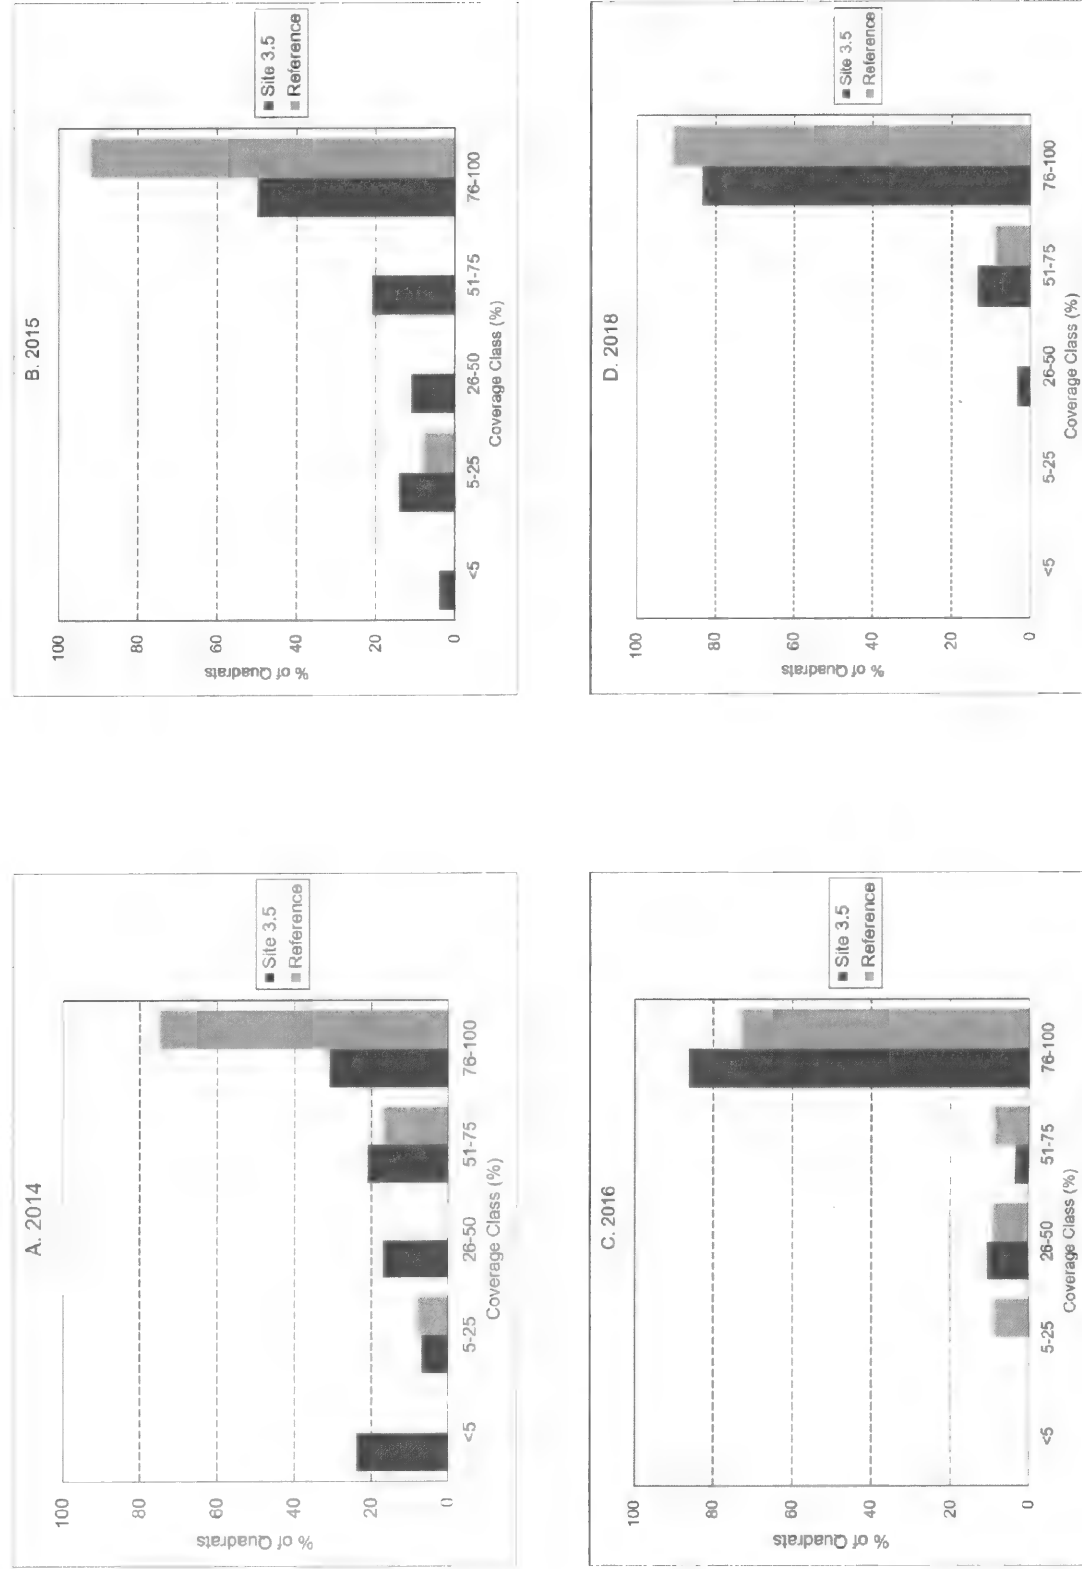 A. 2014
% of Quadrats
100
80
60
40
20
0
<5
5-25
26-50
51-75
76-100
Coverage Class (%)
Site 3.5
Reference
B. 2015
% of Quadrats
100
80
60
40
20
0
<5
5-25
26-50
51-75
76-100
Coverage Class (%)
Site 3.5
Reference
C. 2016
% of Quadrats
100
80
60
40
20
0
<5
5-25
26-50
51-75
76-100
Coverage Class (%)
Site 3.5
Reference
D. 2018
% of Quadrats
100
80
60
40
20
0
<5
5-25
26-50
51-75
76-100
Coverage Class (%)
Site 3.5
Reference